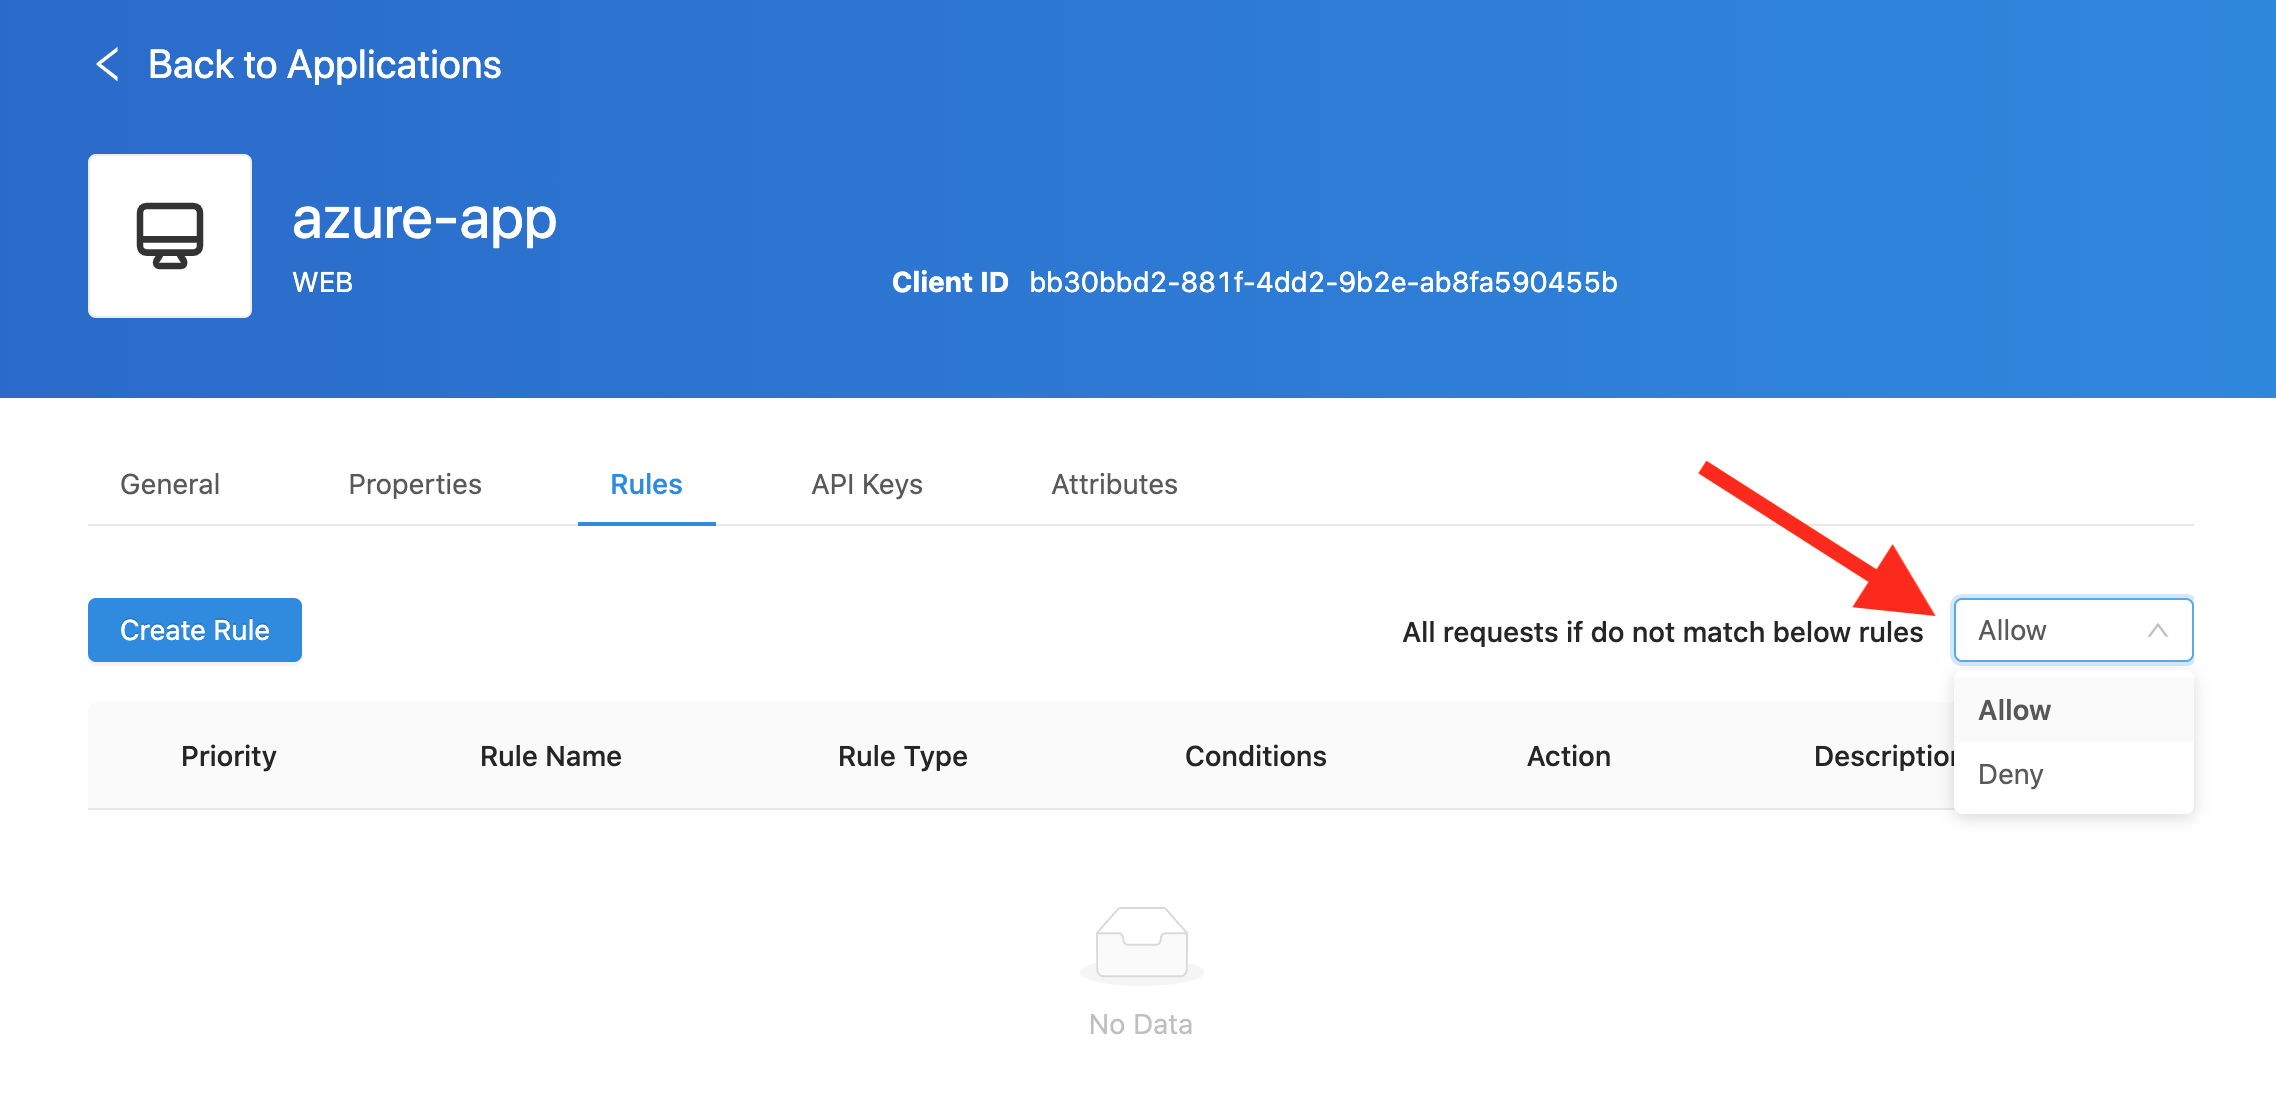 Back to Applications
azure-app
WEB
Client ID bb30bbd2-881f-4dd2-9b2e-ab8fa590455b
General Properties Rules API Keys Attributes
Create Rule
All requests if do not match below rules Allow
Allow
Deny
Priority Rule Name Rule Type Conditions Action Description
No Data